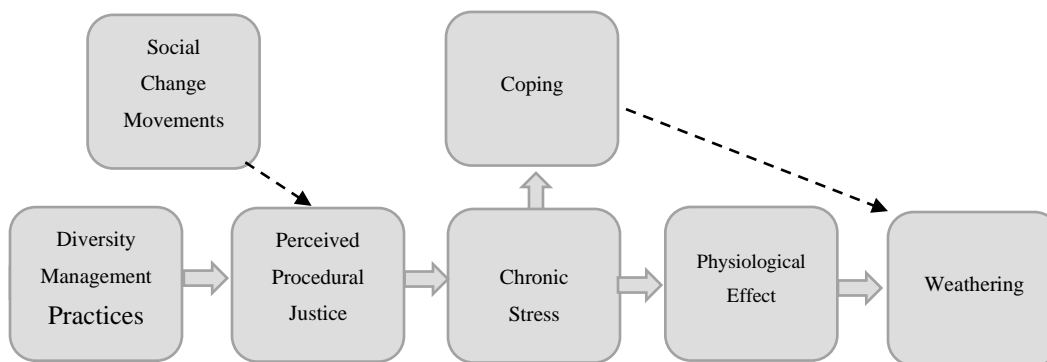 Social
Change
Movements
Coping
Diversity
Management
Practices
Perceived
Procedural
Justice
Chronic
Stress
Physiological
Effect
Weathering